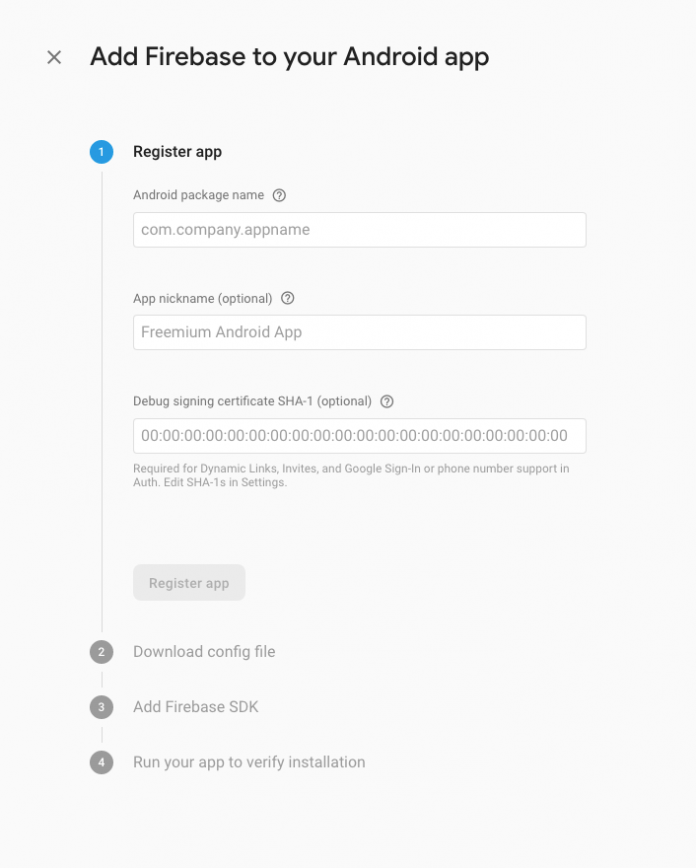 Add Firebase to your Android app
1 Register app
Android package name
com.company.appname
App nickname (optional)
Freemium Android App
Debug signing certificate SHA-1 (optional)
00:00:00:00:00:00:00:00:00:00:00:00:00:00:00:00:00:00:00:00
Required for Dynamic Links, Invites, and Google Sign-In or phone number support in
Auth. Edit SHA-1s in Settings.
Register app
2 Download config file
3 Add Firebase SDK
4 Run your app to verify installation